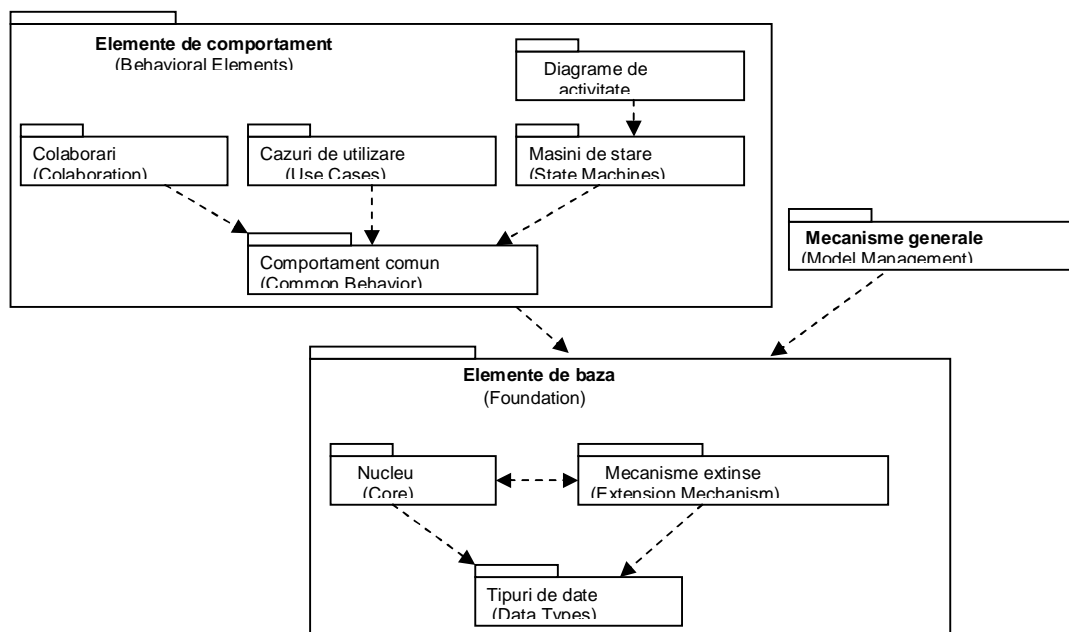 Elemente de comportament
(Behavioral Elements)
Diagrame de
activitate
Colaborari
(Colaboration)
Cazuri de utilizare
(Use Cases)
Masini de stare
(State Machines)
Comportament comun
(Common Behavior)
Mecanisme generale
(Model Management)
Elemente de baza
(Foundation)
Nucleu
(Core)
Mecanisme extinse
(Extension Mechanism)
Tipuri de date
(Data Types)